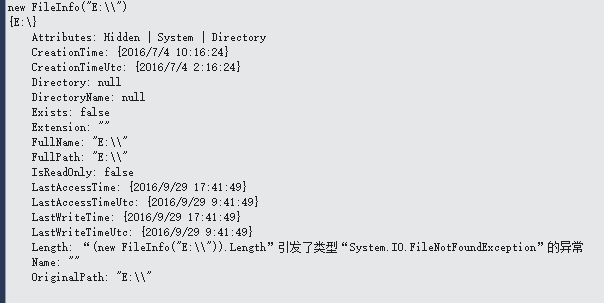 new FileInfo("E:\\")
{E:\}
Attributes: Hidden | System | Directory
CreationTime: {2016/7/4 10:16:24}
CreationTimeUtc: {2016/7/4 2:16:24}
Directory: null
DirectoryName: null
Exists: false
Extension: ""
FullName: "E:\\"
FullPath: "E:\\"
IsReadOnly: false
LastAccessTime: {2016/9/29 17:41:49}
LastAccessTimeUtc: {2016/9/29 9:41:49}
LastWriteTime: {2016/9/29 17:41:49}
LastWriteTimeUtc: {2016/9/29 9:41:49}
Length: “(new FileInfo("E:\\")).Length”引发了类型“System.IO.FileNotFoundException”的异常
Name: ""
OriginalPath: "E:\\"